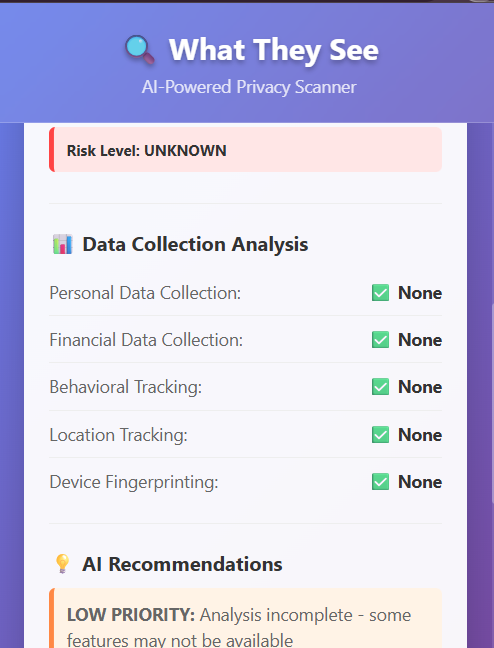 What They See
AI-Powered Privacy Scanner
Risk Level: UNKNOWN
Data Collection Analysis
Personal Data Collection: None
Financial Data Collection: None
Behavioral Tracking: None
Location Tracking: None
Device Fingerprinting: None
AI Recommendations
LOW PRIORITY: Analysis incomplete - some
features may not be available